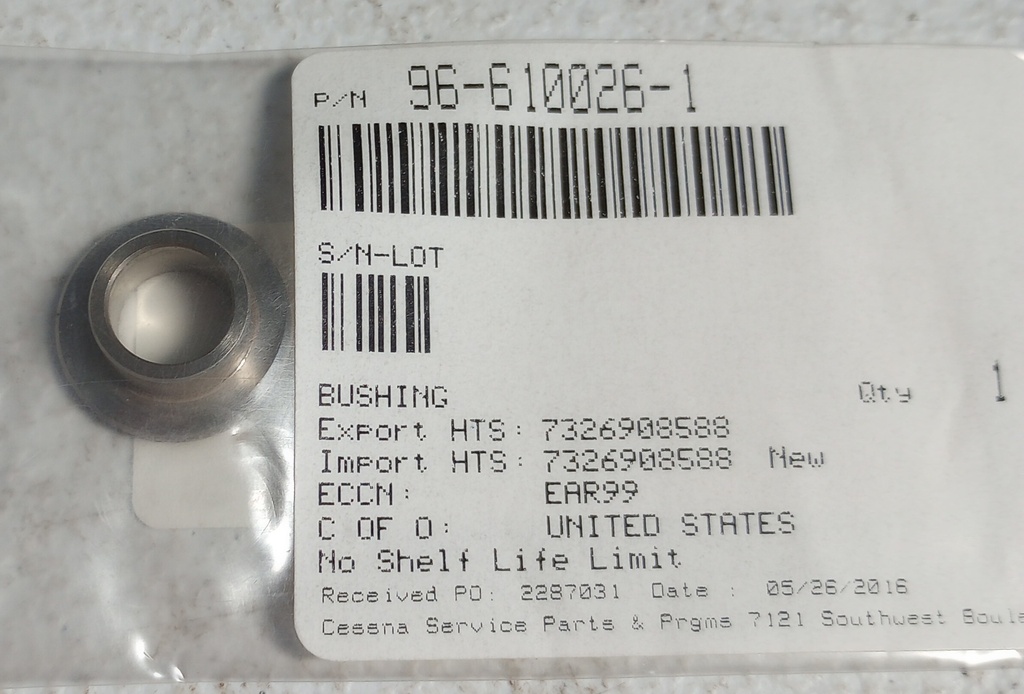 P/N 96-610026-1
S/N-LOT
BUSHING Qty 1
Export HTS: 7326908588
Import HTS: 7326908588 New
ECCN: EAR99
C OF O: UNITED STATES
No Shelf Life Limit
Received PO: 2287031 Date : 05/26/2016
Cessna Service Parts & Prgms 7121 Southwest